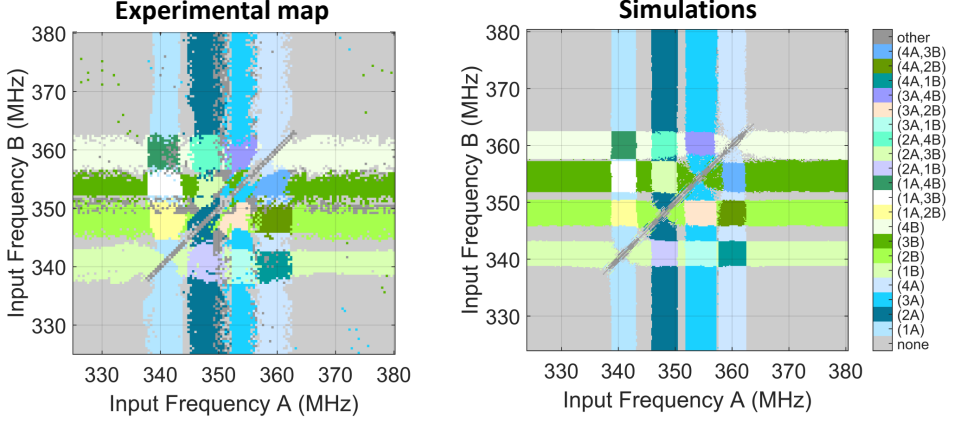 Experimental map
Simulations
380
370
360
350
340
330
Input Frequency B (MHz)
330 340 350 360 370 380
Input Frequency A (MHz)
380
370
360
350
340
330
Input Frequency B (MHz)
330 340 350 360 370 380
Input Frequency A (MHz)
other
(4A,3B)
(4A,2B)
(4A,1B)
(3A,4B)
(3A,2B)
(3A,1B)
(2A,4B)
(2A,3B)
(2A,1B)
(1A,4B)
(1A,3B)
(1A,2B)
(4B)
(3B)
(2B)
(1B)
(4A)
(3A)
(2A)
(1A)
none